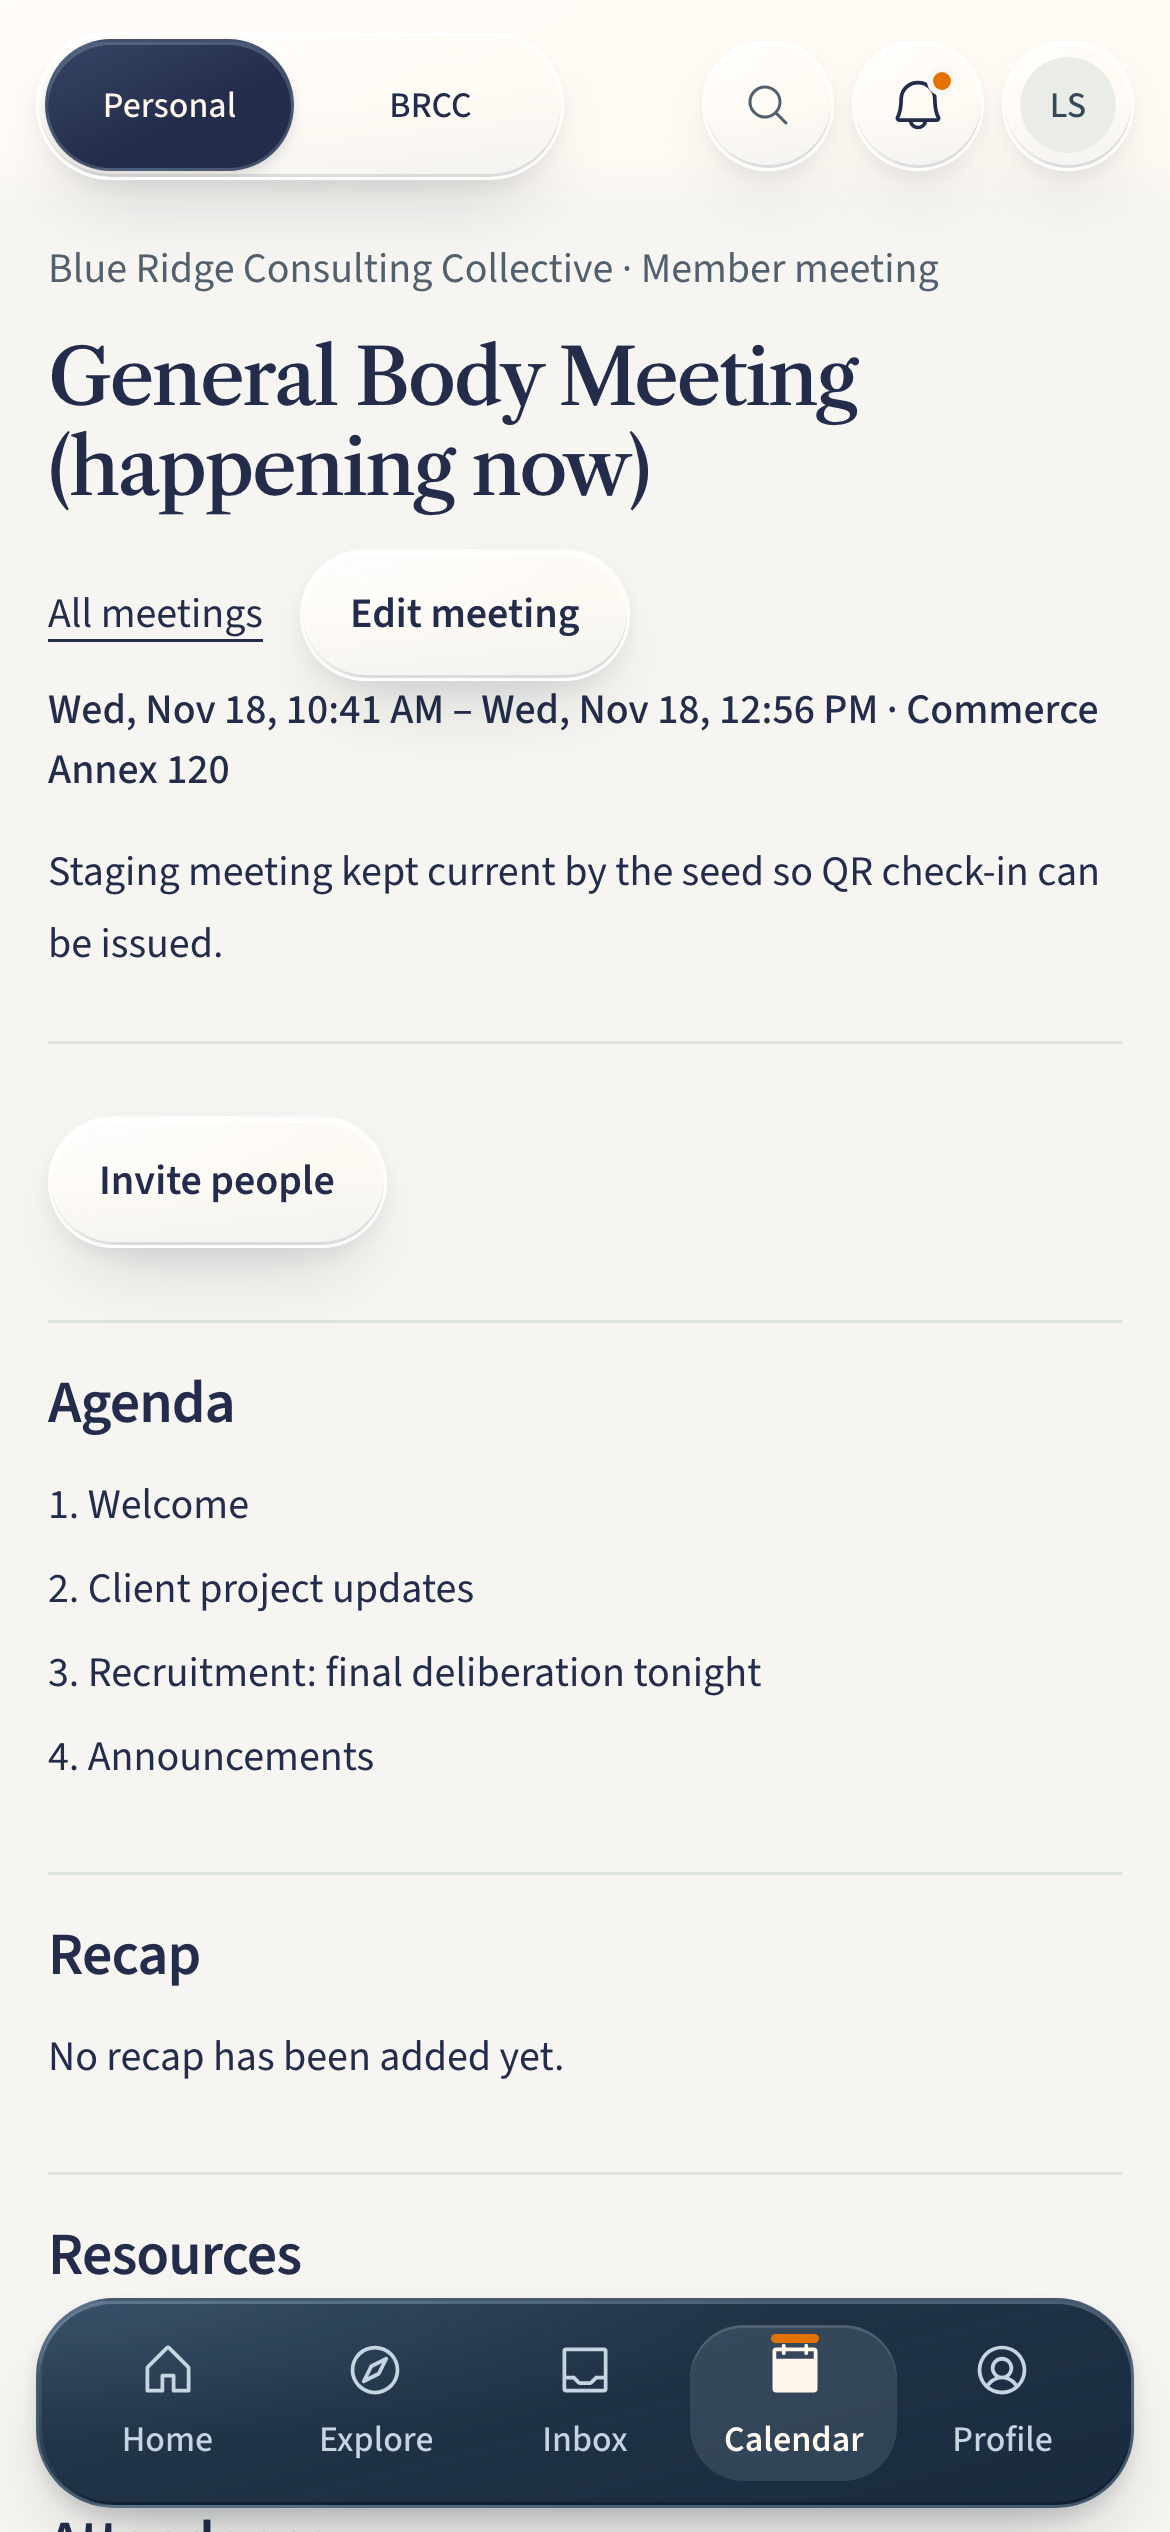 Personal
BRCC
LS
Blue Ridge Consulting Collective · Member meeting
General Body Meeting
(happening now)
All meetings
Edit meeting
Wed, Nov 18, 10:41 AM – Wed, Nov 18, 12:56 PM · Commerce
Annex 120
Staging meeting kept current by the seed so QR check-in can
be issued.
Invite people
Agenda
1. Welcome
2. Client project updates
3. Recruitment: final deliberation tonight
4. Announcements
Recap
No recap has been added yet.
Resources
Home
Explore
Inbox
Calendar
Profile